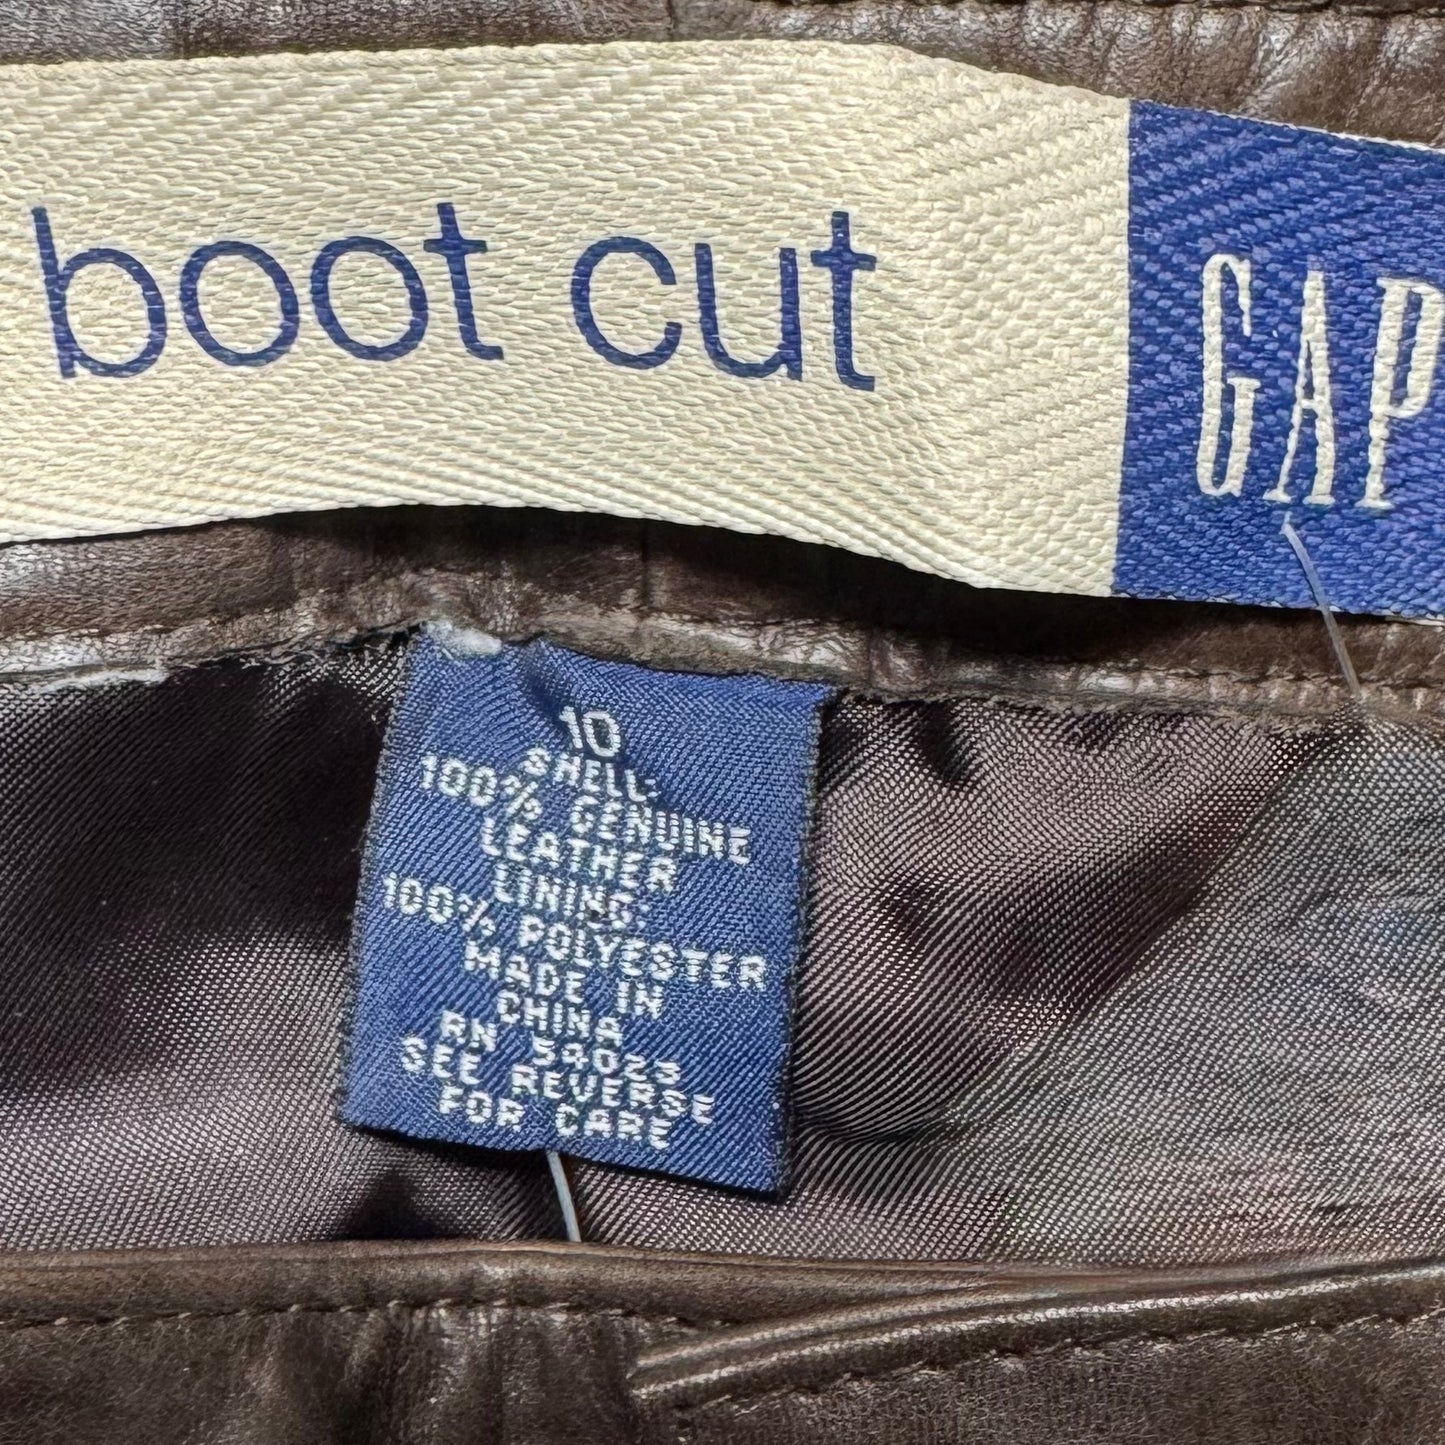 boot cut GAP
10
SHELL:
100% GENUINE
LEATHER
LINING:
100% POLYESTER
MADE IN
CHINA
RN 54023
SEE REVERSE
FOR CARE